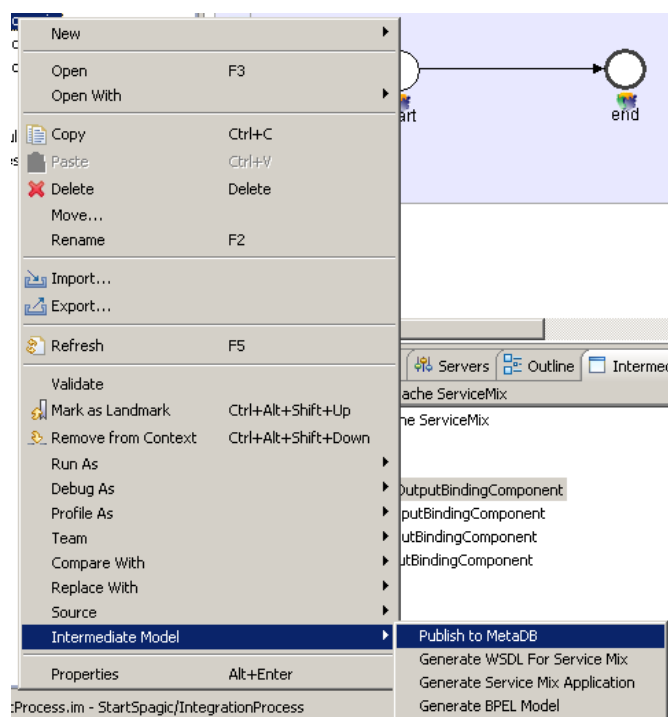 New
Open F3
Open With
Copy Ctrl+C
Paste Ctrl+V
Delete Delete
Move...
Rename F2
Import...
Export...
Refresh F5
Validate
Mark as Landmark Ctrl+Alt+Shift+Up
Remove from Context Ctrl+Alt+Shift+Down
Run As
Debug As
Profile As
Team
Compare With
Replace With
Source
Intermediate Model
Properties Alt+Enter
Publish to MetaDB
Generate WSDL For Service Mix
Generate Service Mix Application
Generate BPEL Model
art
end
Servers Outline Intermed
ache ServiceMix
he ServiceMix
OutputBindingComponent
putBindingComponent
utBindingComponent
utBindingComponent
cProcess.im - StartSpagic/IntegrationProcess